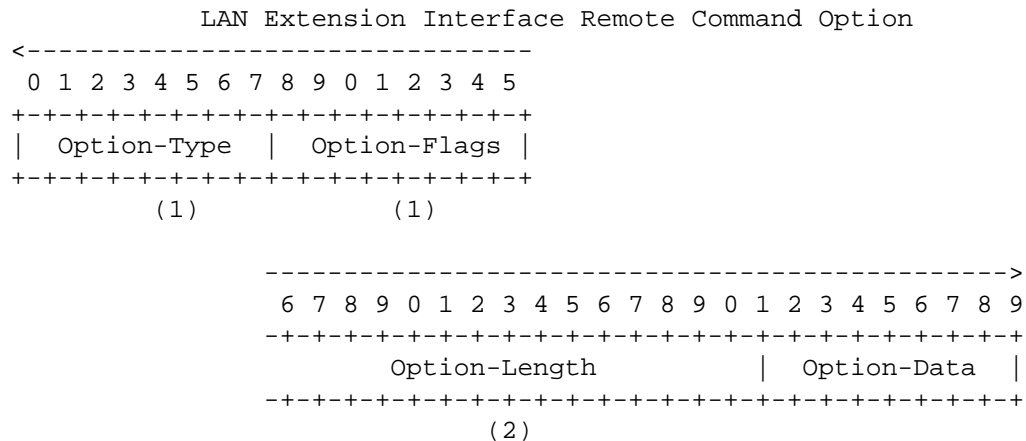 LAN Extension Interface Remote Command Option
<--------------------------------
 0 1 2 3 4 5 6 7 8 9 0 1 2 3 4 5
+-+-+-+-+-+-+-+-+-+-+-+-+-+-+-+-+
|  Option-Type  |  Option-Flags |
+-+-+-+-+-+-+-+-+-+-+-+-+-+-+-+-+
         (1)            (1)

                ----------------------------------------------->
                 6 7 8 9 0 1 2 3 4 5 6 7 8 9 0 1 2 3 4 5 6 7 8 9
                -+-+-+-+-+-+-+-+-+-+-+-+-+-+-+-+-+-+-+-+-+-+-+-+
                        Option-Length          |  Option-Data  |
                -+-+-+-+-+-+-+-+-+-+-+-+-+-+-+-+-+-+-+-+-+-+-+-+
                              (2)